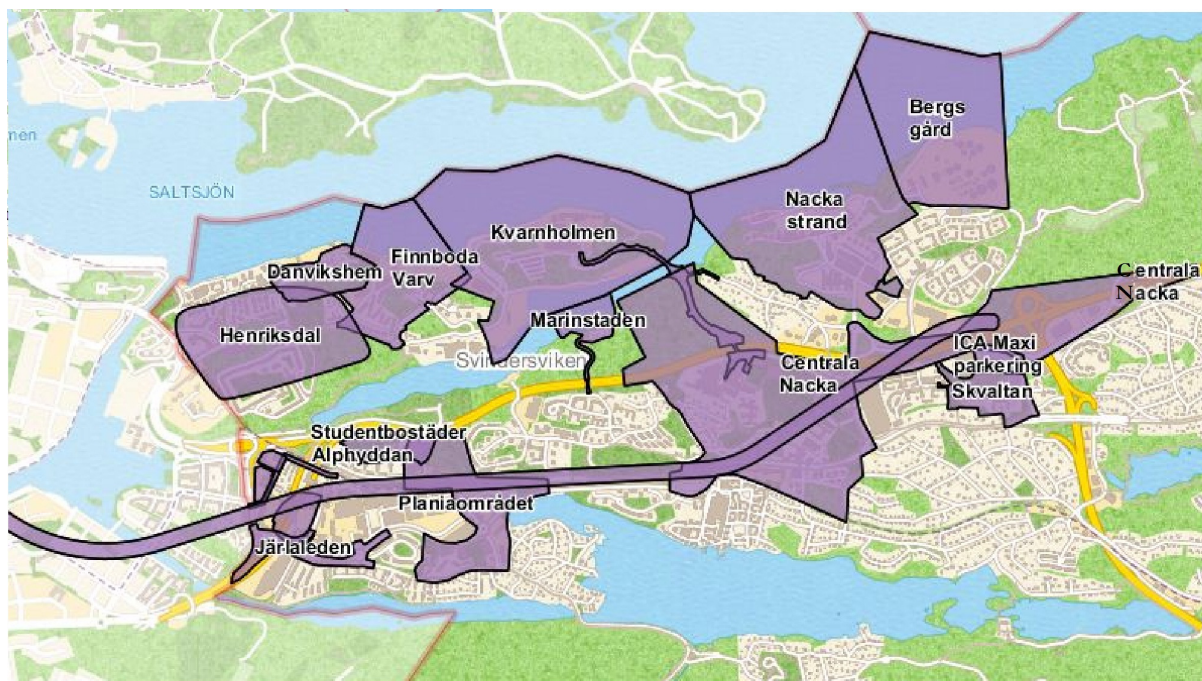 Bergs
gård
men
SALTSJÖN
Nacka
strand
Kvarnholmen
Danvikshem
Finnboda
Varv
Centrala
Nacka
Henriksdal
Marinstaden
Svindersviken
ICA Maxi
parkering
Skvaltan
Centrala
Nacka
Studentbostäder
Alphyddan
Planiaområdet
Järlaleden